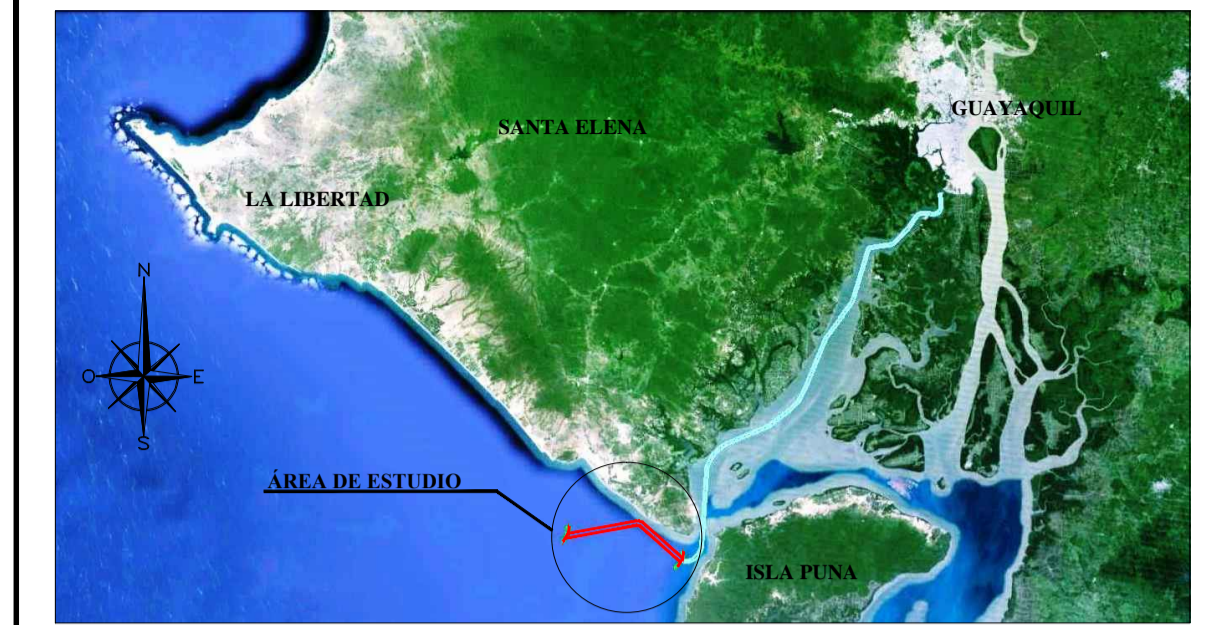 GUAYAQUIL
SANTA ELENA
LA LIBERTAD
N
O
E
S
ÁREA DE ESTUDIO
ISLA PUNA